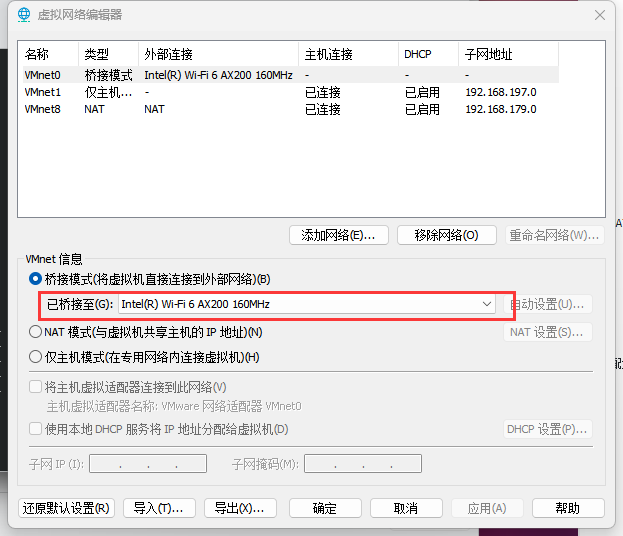 虚拟网络编辑器
名称 类型 外部连接 主机连接 DHCP 子网地址
VMnet0 桥接模式 Intel(R) Wi-Fi 6 AX200 160MHz - - -
VMnet1 仅主机... - 已连接 已启用 192.168.197.0
VMnet8 NAT NAT 已连接 已启用 192.168.179.0
添加网络(E)... 移除网络(O) 重命名网络(W)...
VMnet 信息
桥接模式(将虚拟机直接连接到外部网络)(B)
已桥接至(G): Intel(R) Wi-Fi 6 AX200 160MHz 自动设置(U)...
NAT 模式(与虚拟机共享主机的 IP 地址)(N) NAT 设置(S)...
仅主机模式(在专用网络内连接虚拟机)(H)
将主机虚拟适配器连接到此网络(V)
主机虚拟适配器名称: VMware 网络适配器 VMnet0
使用本地 DHCP 服务将 IP 地址分配给虚拟机(D) DHCP 设置(P)...
子网 IP (I): . . . 子网掩码(M): . . .
还原默认设置(R) 导入(T)... 导出(X)... 确定 取消 应用(A) 帮助